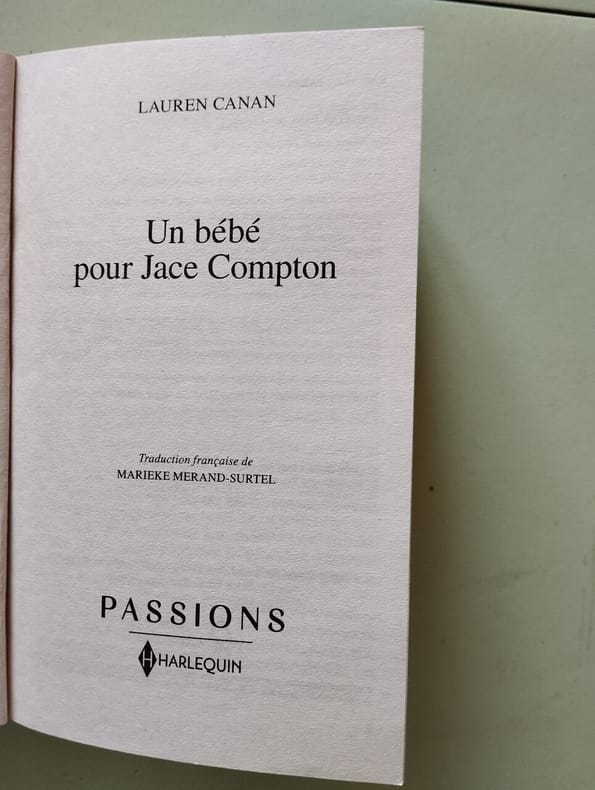 LAUREN CANAN
Un bébé
pour Jace Compton
Traduction française de
MARIEKE MERAND-SURTEL
PASSIONS
H HARLEQUIN